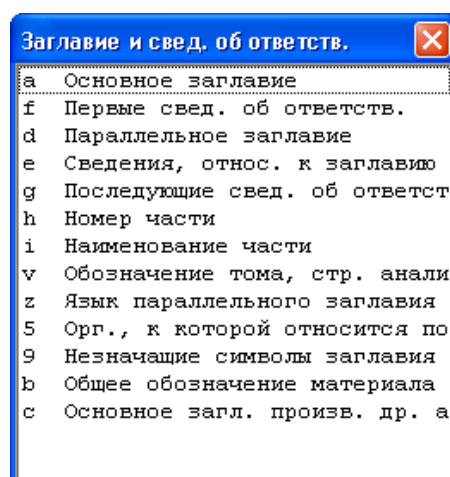 Заглавие и свед. об ответств.
a Основное заглавие
f Первые свед. об ответств.
d Параллельное заглавие
e Сведения, относ. к заглавию
g Последующие свед. об ответст
h Номер части
i Наименование части
v Обозначение тома, стр. анали
z Язык параллельного заглавия
5 Орг., к которой относится по
9 Незначащие символы заглавия
b Общее обозначение материала
c Основное загл. произв. др. а